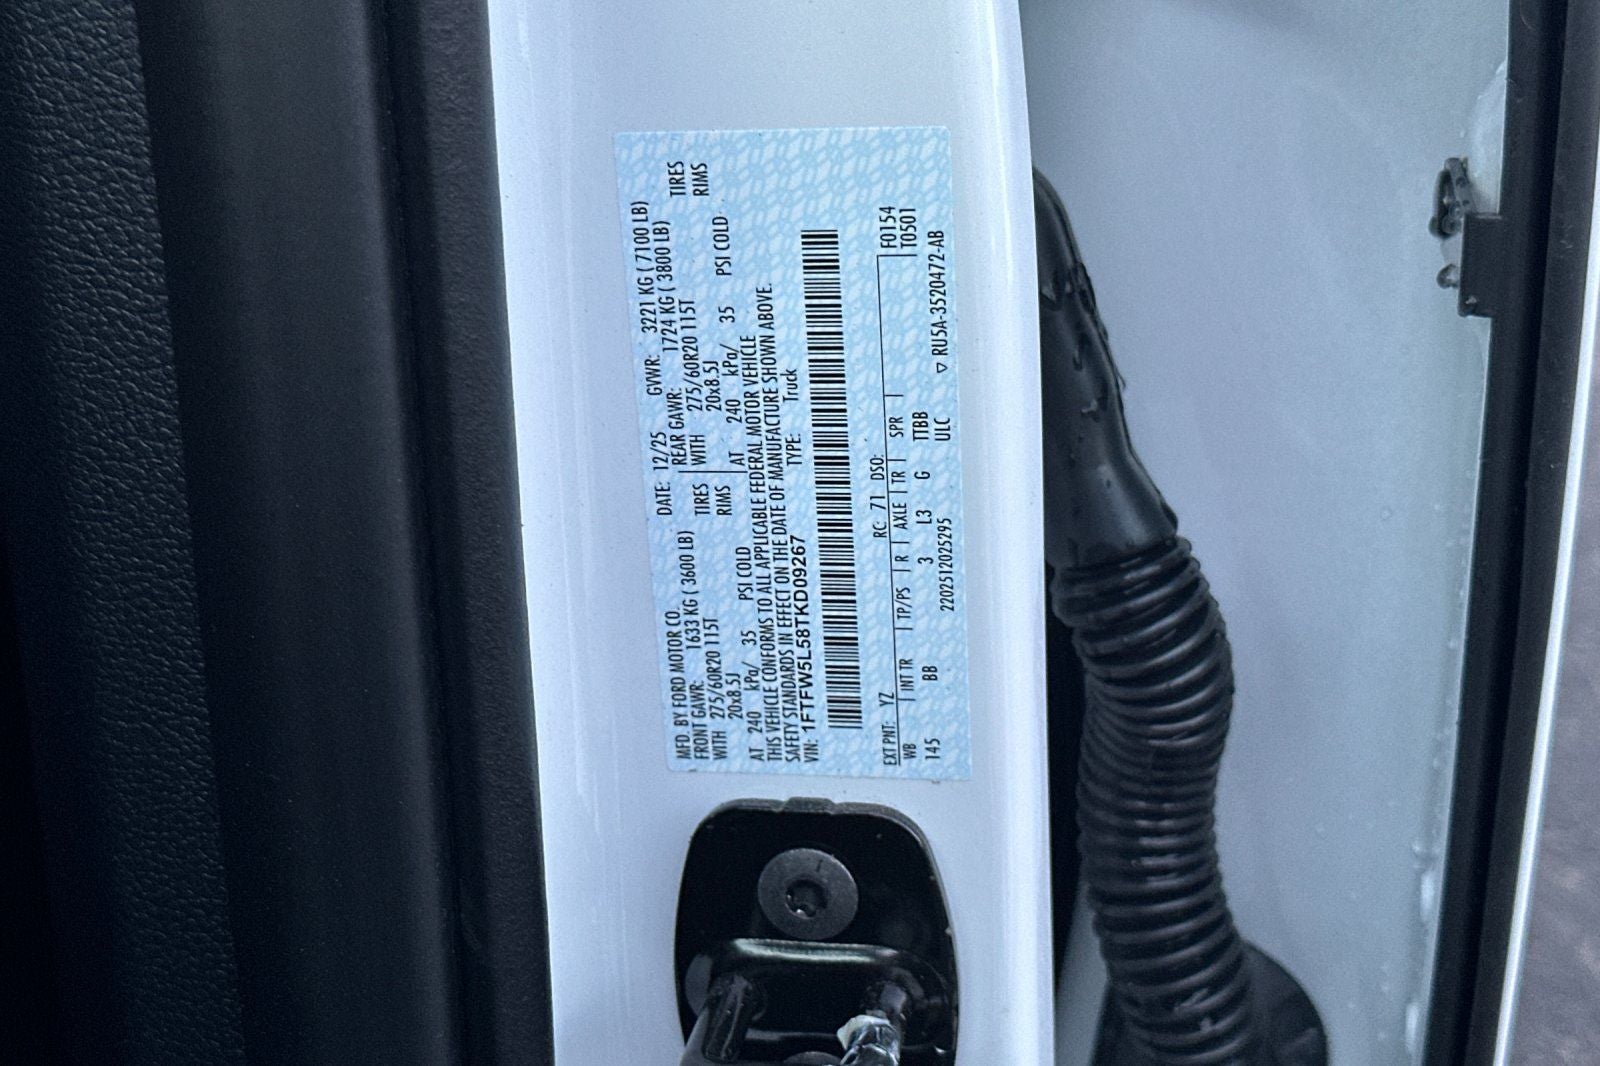 MFD. BY FORD MOTOR CO. DATE: 12/25 GVWR: 3221 KG ( 7100 LB)
FRONT GAWR: 1633 KG ( 3600 LB) REAR GAWR: 1724 KG ( 3800 LB)
WITH 275/60R20 115T TIRES WITH 275/60R20 115T TIRES
20x8.5J RIMS 20x8.5J RIMS
AT 240 kPa/ 35 PSI COLD AT 240 kPa/ 35 PSI COLD
THIS VEHICLE CONFORMS TO ALL APPLICABLE FEDERAL MOTOR VEHICLE
SAFETY STANDARDS IN EFFECT ON THE DATE OF MANUFACTURE SHOWN ABOVE.
VIN: 1FTFW5L58TKD09267 TYPE: Truck
EXT PNT: YZ RC: 71 DSO: F0154
WB INT TR TP/PS R AXLE TR SPR T0501
145 BB 3 L3 G TTBB
220251202529​5 ULC ▽ RU5A-3520472-AB